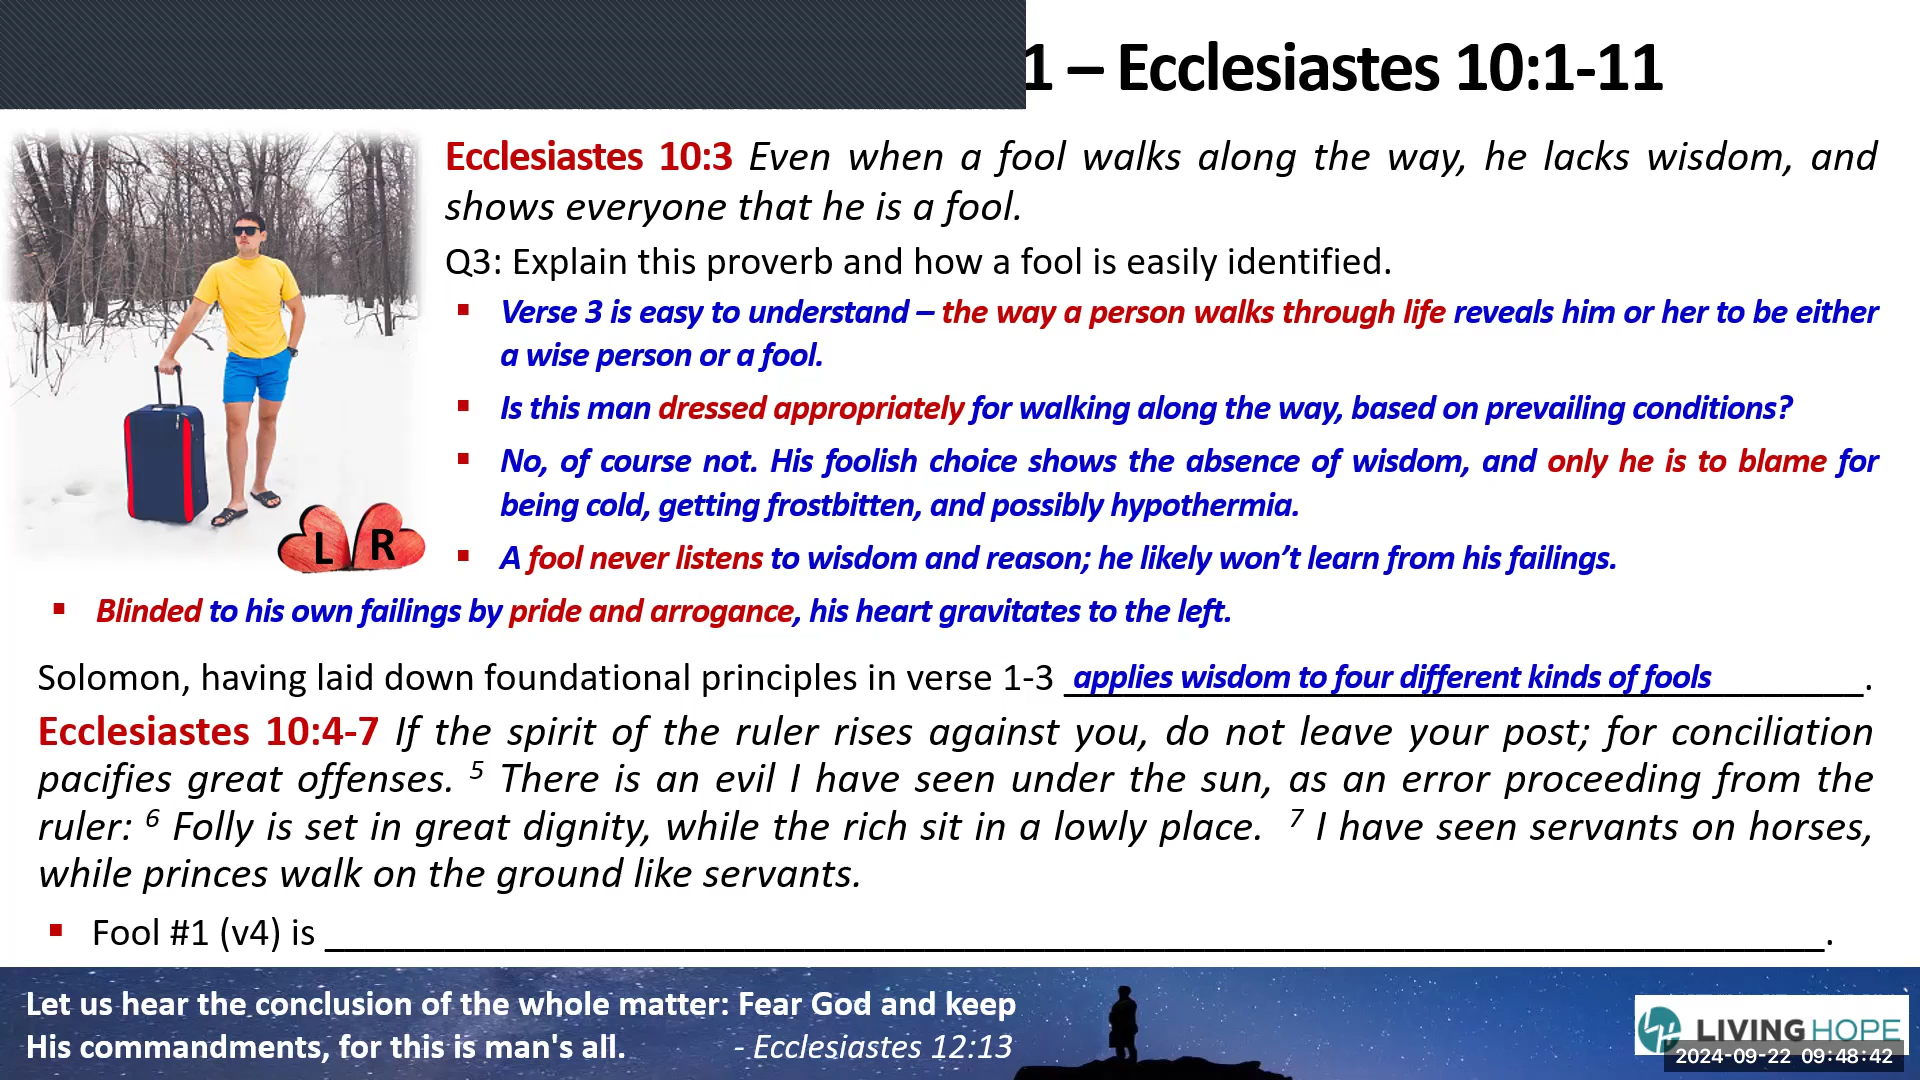 1 – Ecclesiastes 10:1-11
Ecclesiastes 10:3 Even when a fool walks along the way, he lacks wisdom, and
shows everyone that he is a fool.
Q3: Explain this proverb and how a fool is easily identified.
▪ Verse 3 is easy to understand – the way a person walks through life reveals him or her to be either
a wise person or a fool.
▪ Is this man dressed appropriately for walking along the way, based on prevailing conditions?
▪ No, of course not. His foolish choice shows the absence of wisdom, and only he is to blame for
being cold, getting frostbitten, and possibly hypothermia.
L R
▪ A fool never listens to wisdom and reason; he likely won’t learn from his failings.
▪ Blinded to his own failings by pride and arrogance, his heart gravitates to the left.
Solomon, having laid down foundational principles in verse 1-3 applies wisdom to four different kinds of fools.
Ecclesiastes 10:4-7 If the spirit of the ruler rises against you, do not leave your post; for conciliation
pacifies great offenses. 5 There is an evil I have seen under the sun, as an error proceeding from the
ruler: 6 Folly is set in great dignity, while the rich sit in a lowly place. 7 I have seen servants on horses,
while princes walk on the ground like servants.
▪ Fool #1 (v4) is ______________.
Let us hear the conclusion of the whole matter: Fear God and keep
His commandments, for this is man's all. - Ecclesiastes 12:13
LIVING HOPE
2024-09-22 09:48:42